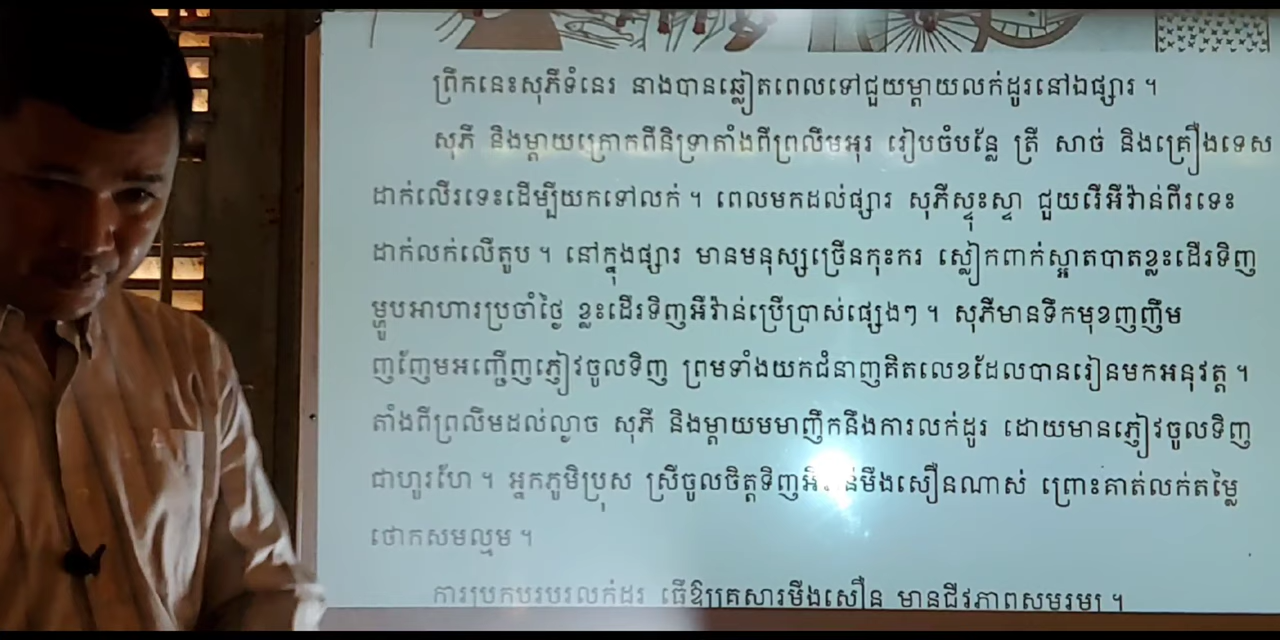 ព្រឹកនេះសុភីទំនេរ នាងបានឆ្លៀតពេលទៅជួយម្ដាយលក់ដូរនៅឯផ្សារ ។
សុភី និងម្ដាយក្រោកពីនិទ្រាតាំងពីព្រលឹមអុរ រៀបចំបន្លែ ត្រី សាច់ និងគ្រឿងទេស
ដាក់លើរទេះដើម្បីយកទៅលក់ ។ ពេលមកដល់ផ្សារ សុភីស្ទុះស្ទា ជួយរើអីវ៉ាន់ពីរទេះ
ដាក់លក់លើតូប ។ នៅក្នុងផ្សារ មានមនុស្សច្រើនកុះករ ស្លៀកពាក់ស្អាតបាតខ្លះដើរទិញ
ម្ហូបអាហារប្រចាំថ្ងៃ ខ្លះដើរទិញអីវ៉ាន់ប្រើប្រាស់ផ្សេងៗ ។ សុភីមានទឹកមុខញញឹម
ញញែមអញ្ជើញភ្ញៀវចូលទិញ ព្រមទាំងយកជំនាញគិតលេខដែលបានរៀនមកអនុវត្ត ។
តាំងពីព្រលឹមដល់ល្ងាច សុភី និងម្ដាយមមាញឹកនឹងការលក់ដូរ ដោយមានភ្ញៀវចូលទិញ
ជាហូរហែ ។ អ្នកភូមិប្រុស ស្រីចូលចិត្តទិញ មីងសឿនណាស់ ព្រោះគាត់លក់តម្លៃ
ថោកសមល្មម ។
ការប្រកបរបរលក់ដូរ ធ្វើឱ្យគ្រួសារមីងសឿន មានជីវភាពសមរម្យ ។